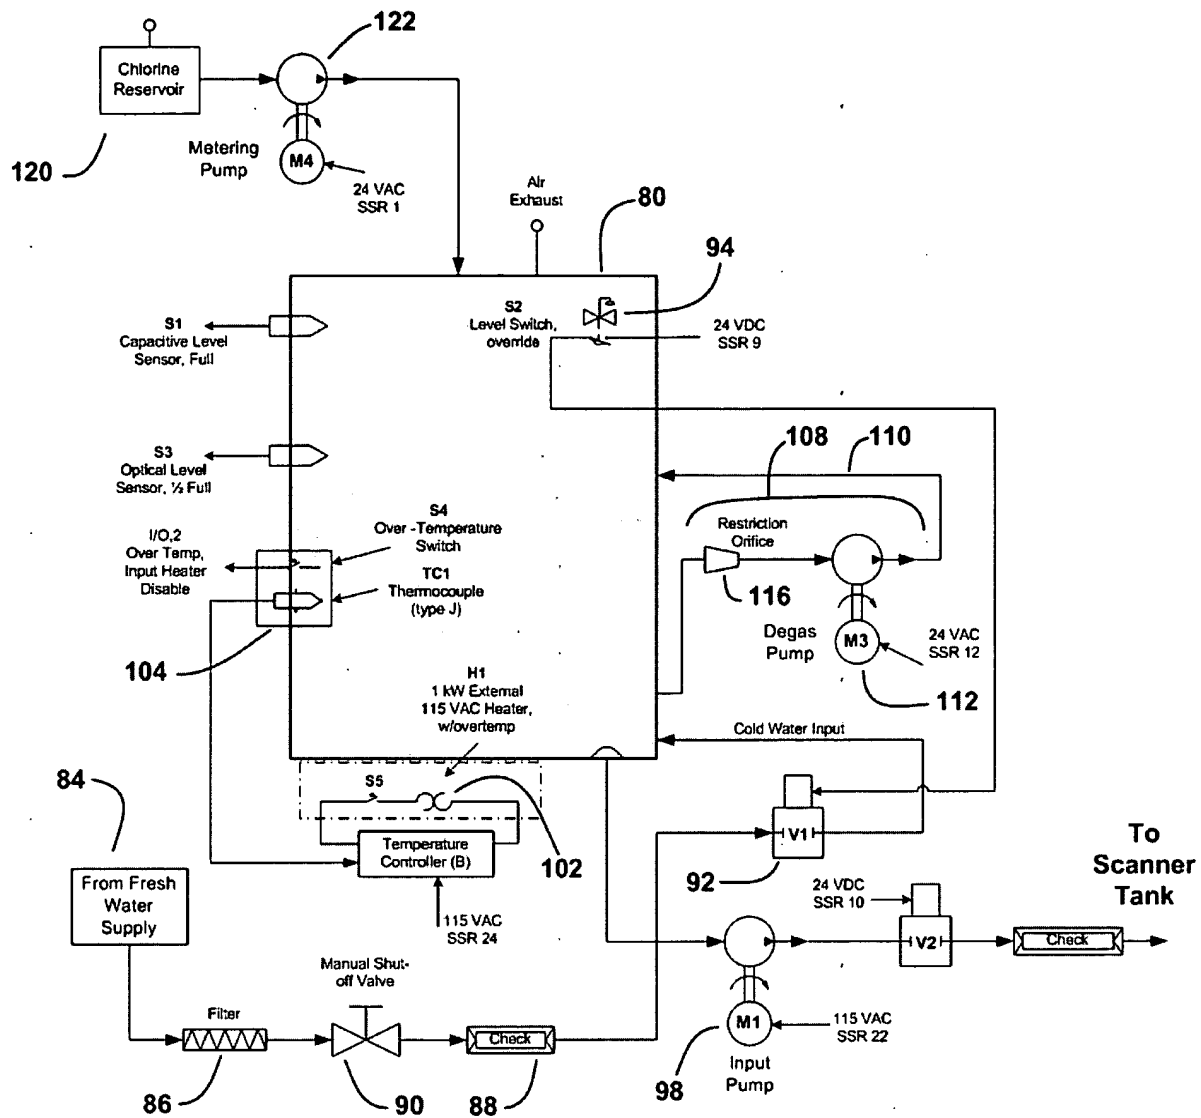 122
Chlorine
Reservoir
120
Metering
Pump
M4
24 VAC
SSR 1
Air
Exhaust
80
94
S1
Capacitive Level
Sensor, Full
S2
Level Switch,
override
24 VDC
SSR 9
108
110
S3
Optical Level
Sensor, ½ Full
S4
Over -Temperature
Switch
I/O,2
Over Temp,
Input Heater
Disable
TC1
Thermocouple
(type J)
104
Restriction
Orifice
116
Degas
Pump
M3
24 VAC
SSR 12
112
H1
1 kW External
115 VAC Heater,
w/overtemp
Cold Water Input
84
S5
102
Temperature
Controller (B)
115 VAC
SSR 24
V1
92
To
Scanner
Tank
From Fresh
Water
Supply
24 VDC
SSR 10
V2
Check
Manual Shut-
off Valve
Filter
Check
86
90
88
M1
115 VAC
SSR 22
98
Input
Pump